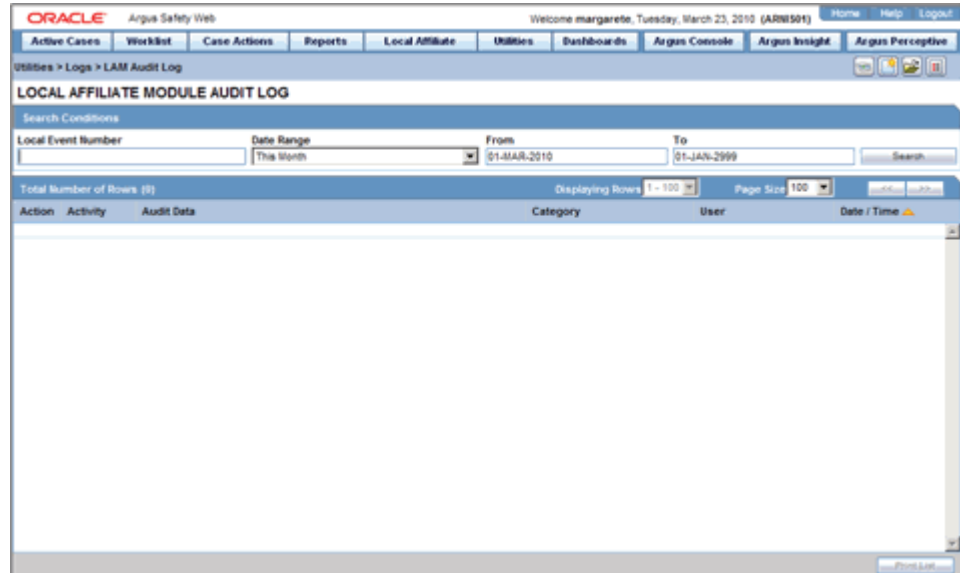 ORACLE Argus Safety Web Welcome margarete, Tuesday, March 23, 2010 (ARNIS01) Home Help Logout
Active Cases Worklist Case Actions Reports Local Affiliate Utilities Dashboards Argus Console Argus Insight Argus Perceptive
Utilities > Logs > LAM Audit Log
LOCAL AFFILIATE MODULE AUDIT LOG
Search Conditions
Local Event Number Date Range From To
This Month 01-MAR-2010 01-JAN-2999 Search
Total Number of Rows (0) Displaying Rows 1 - 100 Page Size 100 << >>
Action Activity Audit Data Category User Date / Time
Print List